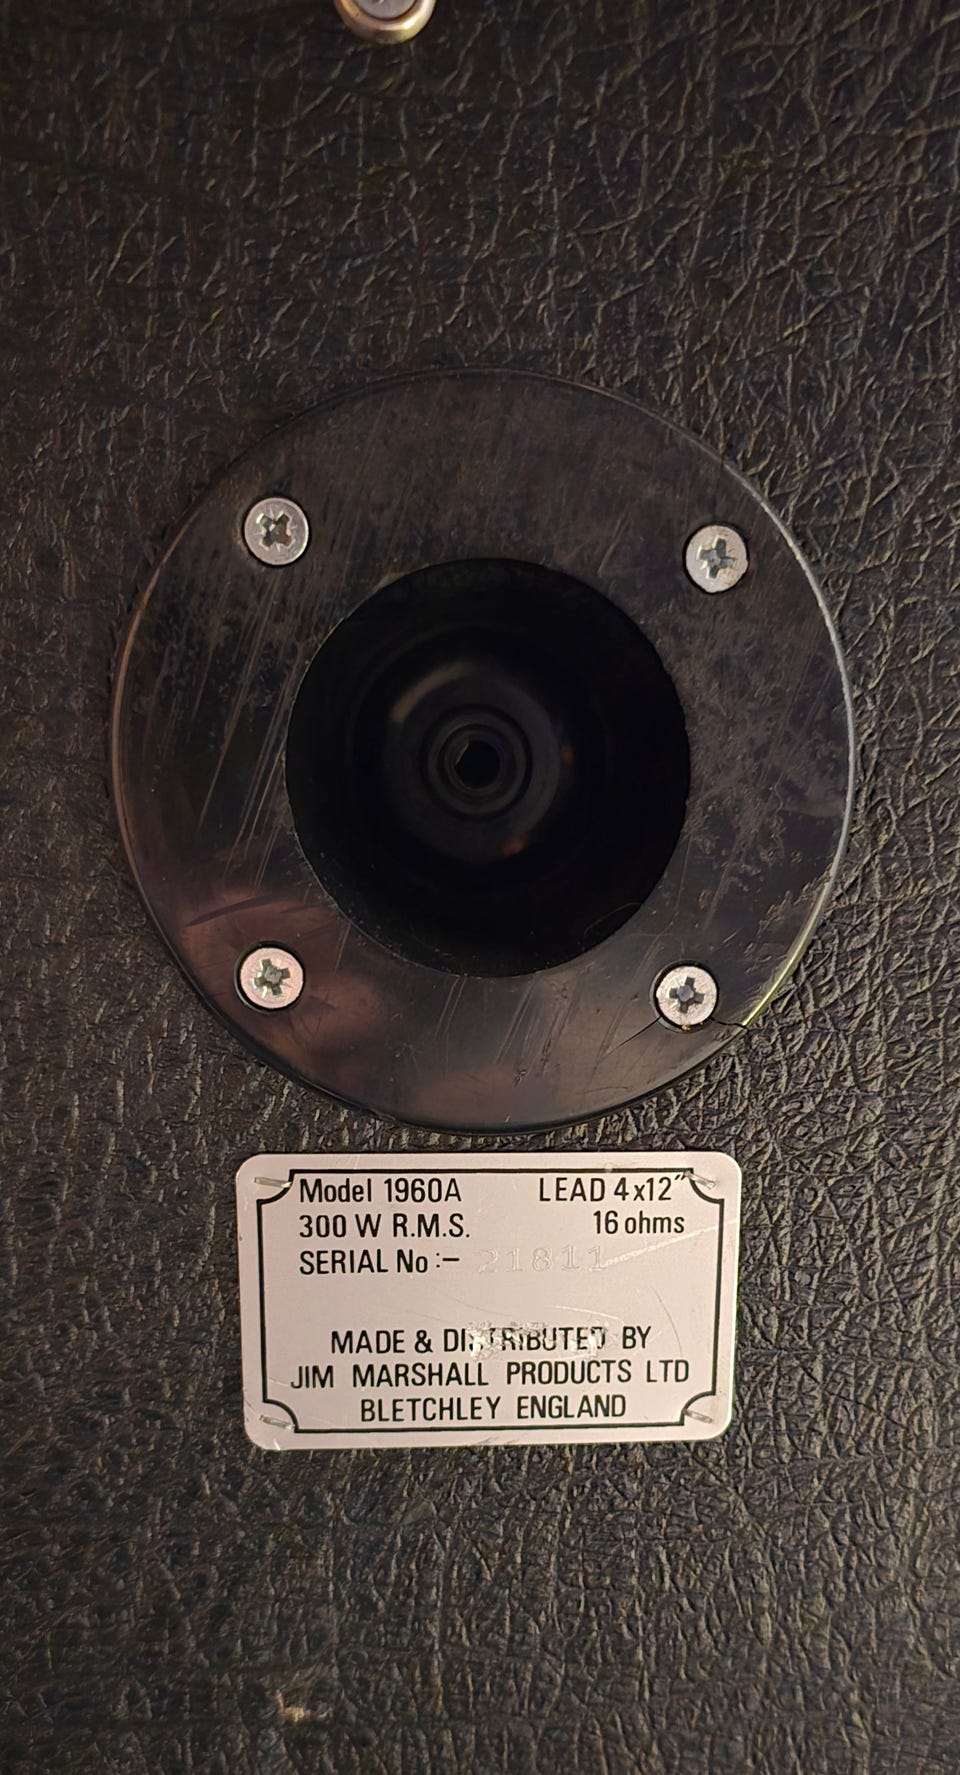 Model 1960A LEAD 4x12"
300 W R.M.S. 16 ohms
SERIAL No :- 21811
MADE & DISTRIBUTED BY
JIM MARSHALL PRODUCTS LTD
BLETCHLEY ENGLAND